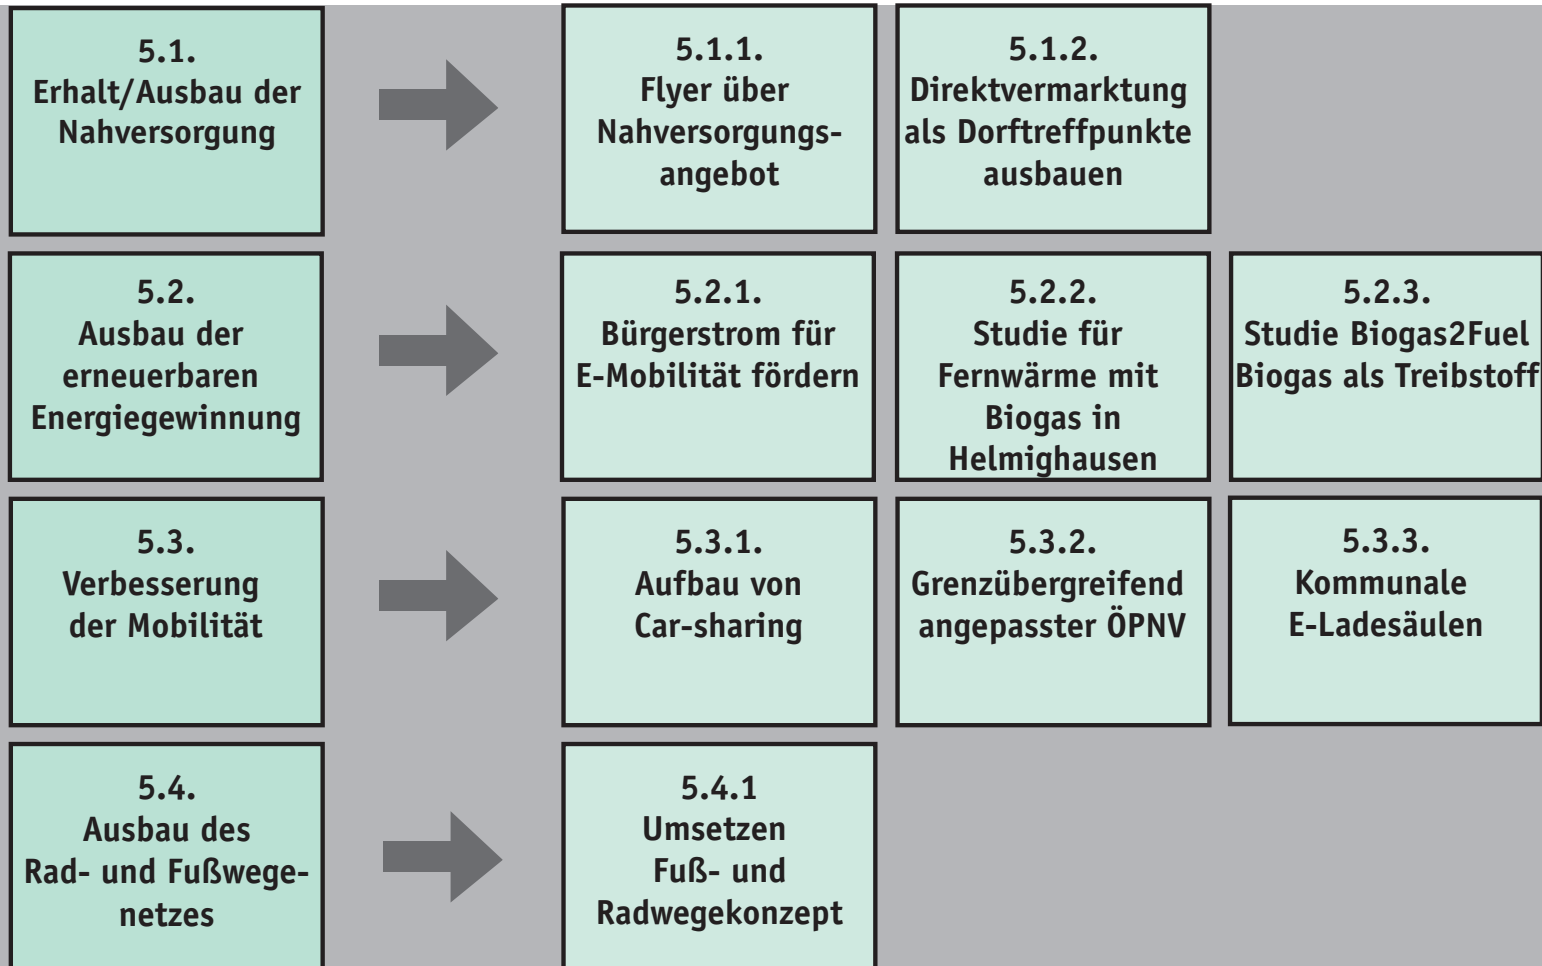 5.1.
Erhalt/Ausbau der
Nahversorgung
5.1.1.
Flyer über
Nahversorgungs-
angebot
5.1.2.
Direktvermarktung
als Dorftreffpunkte
ausbauen
5.2.
Ausbau der
erneuerbaren
Energiegewinnung
5.2.1.
Bürgerstrom für
E-Mobilität fördern
5.2.2.
Studie für
Fernwärme mit
Biogas in
Helmighausen
5.2.3.
Studie Biogas2Fuel
Biogas als Treibstoff
5.3.
Verbesserung
der Mobilität
5.3.1.
Aufbau von
Car-sharing
5.3.2.
Grenzübergreifend
angepasster ÖPNV
5.3.3.
Kommunale
E-Ladesäulen
5.4.
Ausbau des
Rad- und Fußwege-
netzes
5.4.1
Umsetzen
Fuß- und
Radwegekonzept